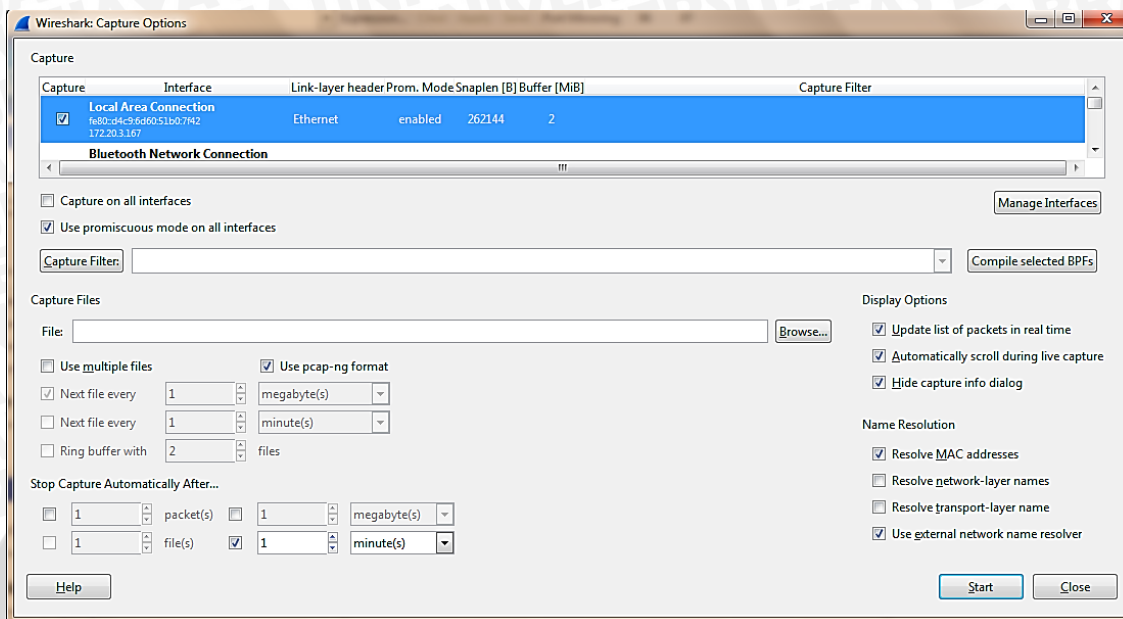 Wireshark: Capture Options
Capture
Capture Interface Link-layer header Prom. Mode Snaplen [B] Buffer [MiB] Capture Filter
Local Area Connection
fe80::d4c9:6d60:51b0:7f42
172.20.3.167
Ethernet enabled 262144 2
Bluetooth Network Connection
Capture on all interfaces
Manage Interfaces
Use promiscuous mode on all interfaces
Capture Filter:
Compile selected BPFs
Capture Files
Display Options
File:
Browse...
Update list of packets in real time
Automatically scroll during live capture
Hide capture info dialog
Use multiple files Use pcap-ng format
Next file every 1 megabyte(s)
Next file every 1 minute(s)
Ring buffer with 2 files
Name Resolution
Resolve MAC addresses
Resolve network-layer names
Resolve transport-layer name
Use external network name resolver
Stop Capture Automatically After...
1 packet(s) 1 megabyte(s)
1 file(s) 1 minute(s)
Help
Start
Close